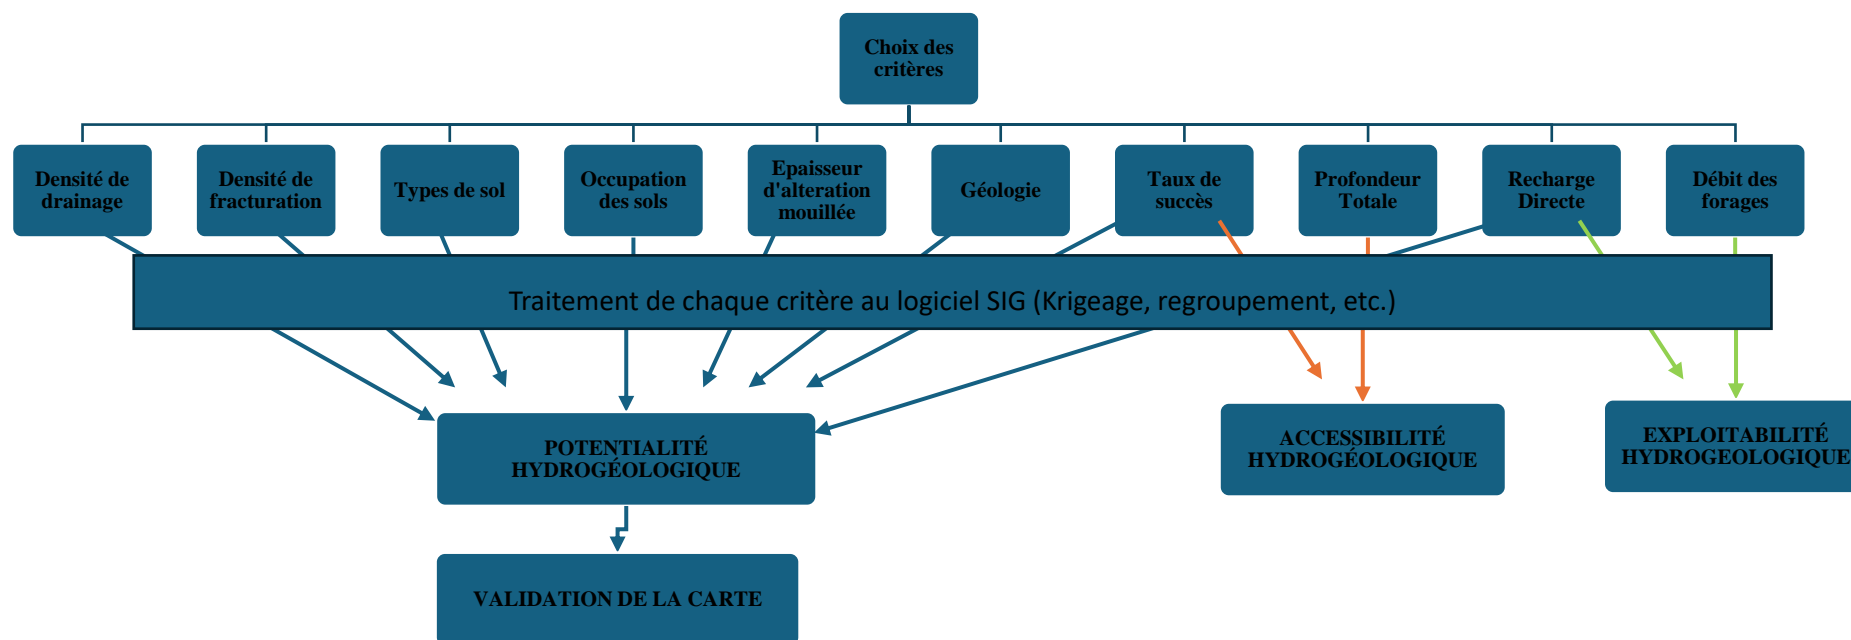 Choix des
critères
Densité de
drainage
Densité de
fracturation
Types de sol
Occupation
des sols
Epaisseur
d'alteration
mouillée
Géologie
Taux de
succès
Profondeur
Totale
Recharge
Directe
Débit des
forages
Traitement de chaque critère au logiciel SIG (Krigeage, regroupement, etc.)
POTENTIALITÉ
HYDROGÉOLOGIQUE
ACCESSIBILITÉ
HYDROGÉOLOGIQUE
EXPLOITABILITÉ
HYDROGEOLOGIQUE
VALIDATION DE LA CARTE